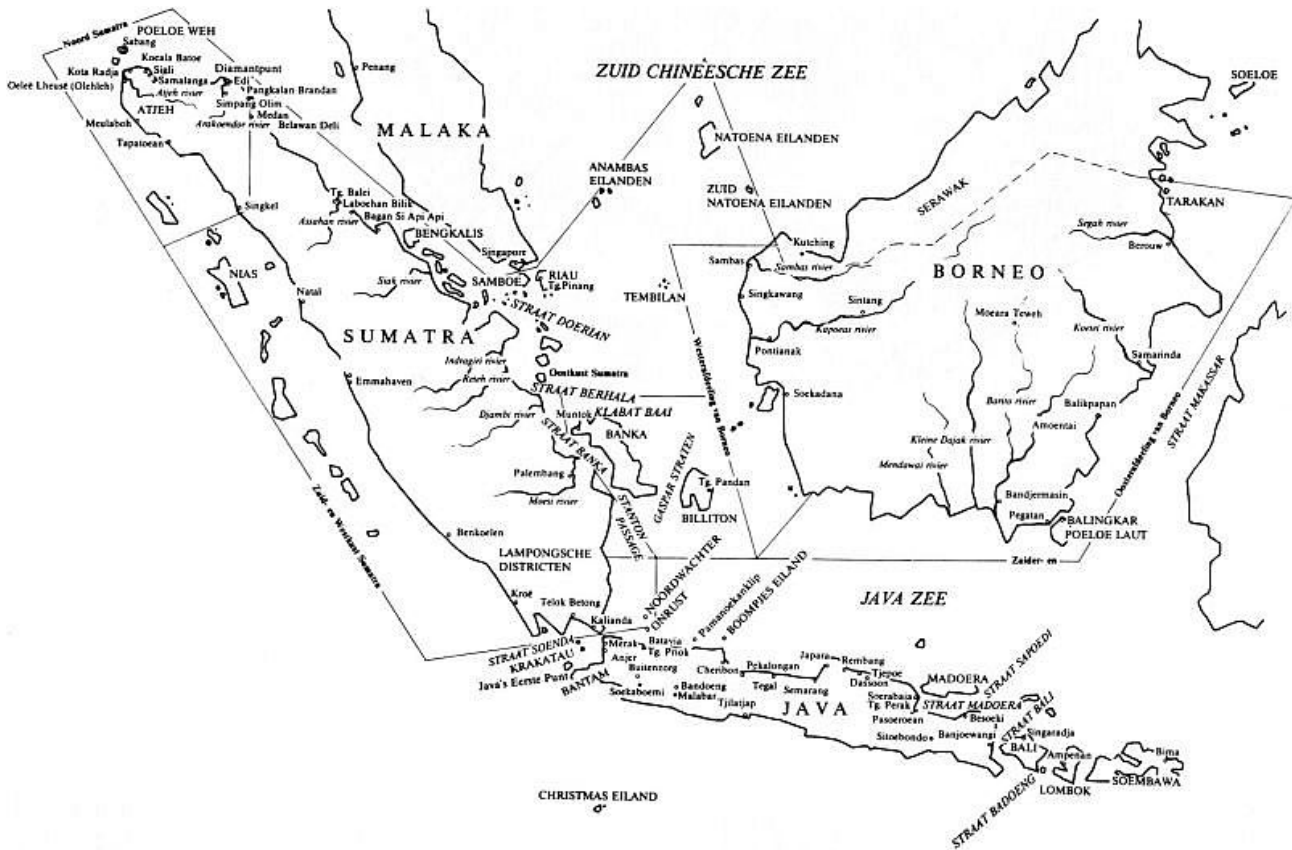 Noord Sumatra
POELOE WEH
Sabang
Koeala Batoe
Sigli
Kota Radja
Samalanga
Oeleë Lheuë (Olehleh)
Atjeh rivier
Diamantpunt
Edi
Pangkalan Brandan
Simpang Olim
Medan
Arakoendor rivier
Belawan Deli
ATJEH
Meulaboh
Tapatoean
Singkel
Penang
MALAKA
ZUID CHINEESCHE ZEE
NATOENA EILANDEN
ANAMBAS
EILANDEN
ZUID
NATOENA EILANDEN
SOELOE
SERAWAK
TARAKAN
Segah rivier
Berouw
Tg. Balei
Labochan Bilik
Bagan Si Api Api
Assahan rivier
BENGKALIS
Singapore
SAMBOE
RIAU
Tg. Pinang
Siak rivier
STRAAT DOERIAN
TEMBILAN
NIAS
Natal
SUMATRA
Kutching
Sambas
Sambas rivier
BORNEO
Singkawang
Sintang
Kapoeas rivier
Moeara Teweh
Koetei rivier
Pontianak
Samarinda
Indragiri rivier
Reteh rivier
Oostkust Sumatra
Emmahaven
STRAAT BERHALA
Djambi rivier
Muntok
KLABAT BAAI
BANKA
STRAAT BANKA
Westerafdeeling van Borneo
Soekadana
Barito rivier
Balikpapan
Amoentai
Kleine Dajak rivier
Mendawai rivier
Oosterafdeeling van Borneo
STRAAT MAKASSAR
Palembang
Moesi rivier
GASPAR STRATEN
Tg. Pandan
BILLITON
STANTON
PASSAGE
Bandjermasin
Pegatan
BALINGKAR
POELOE LAUT
Zuid- en Westkust Sumatra
Benkoelen
LAMPONGSCHE
DISTRICTEN
Zuider- en
Kroë
Telok Betong
Kalianda
NOORDWACHTER
ONRUST
Pamanoekanklip
BOOMPJES EILAND
JAVA ZEE
STRAAT SOENDA
KRAKATAU
Java's Eerste Punt
Merak
Anjer
BANTAM
Batavia
Tg. Priok
Buitenzorg
Soekaboemi
Bandoeng
Malabar
Cheribon
Pekalongan
Tegal
Semarang
Tjilatjap
JAVA
Japara
Rembang
Tjepoe
Dassoon
Soerabaia
Tg. Perak
Pasoeroean
Sitoebondo
MADOERA
STRAAT MADOERA
STRAAT SAPOEDI
Besoeki
Banjoewangi
STRAAT BALI
Singaradja
BALI
Ampenan
Bima
LOMBOK
SOEMBAWA
STRAAT BADOENG
CHRISTMAS EILAND